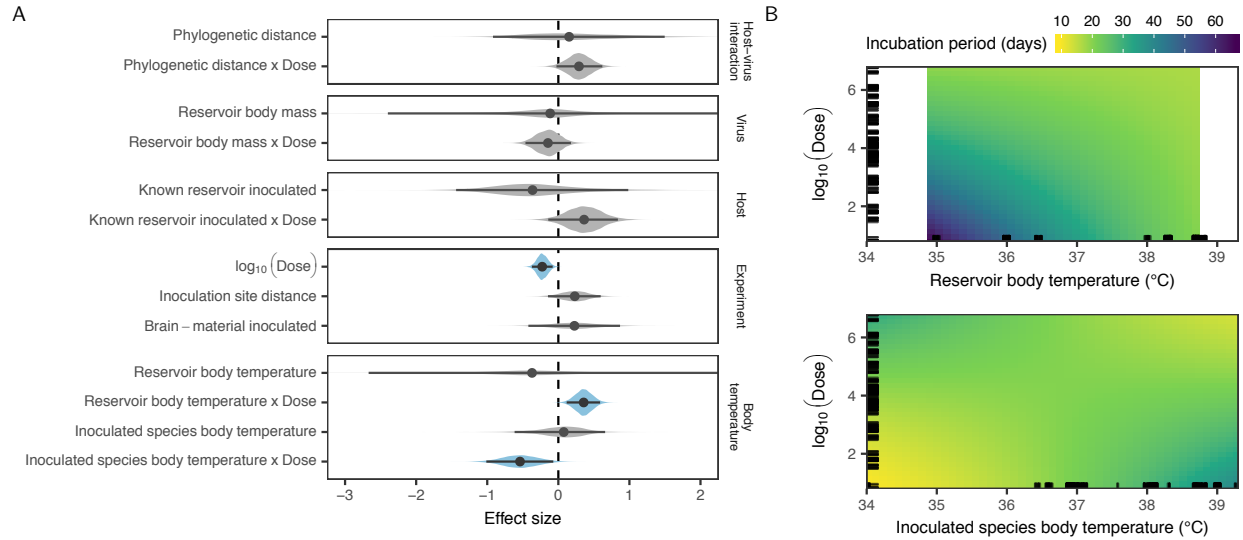 A
Phylogenetic distance
Phylogenetic distance x Dose
Host−virus
interaction
Reservoir body mass
Reservoir body mass x Dose
Virus
Known reservoir inoculated
Known reservoir inoculated x Dose
Host
log₁₀(Dose)
Inoculation site distance
Brain − material inoculated
Experiment
Reservoir body temperature
Reservoir body temperature x Dose
Inoculated species body temperature
Inoculated species body temperature x Dose
Body
temperature
−3 −2 −1 0 1 2
Effect size
B
Incubation period (days)
10 20 30 40 50 60
log₁₀(Dose)
6
4
2
34 35 36 37 38 39
Reservoir body temperature (°C)
log₁₀(Dose)
6
4
2
34 35 36 37 38 39
Inoculated species body temperature (°C)